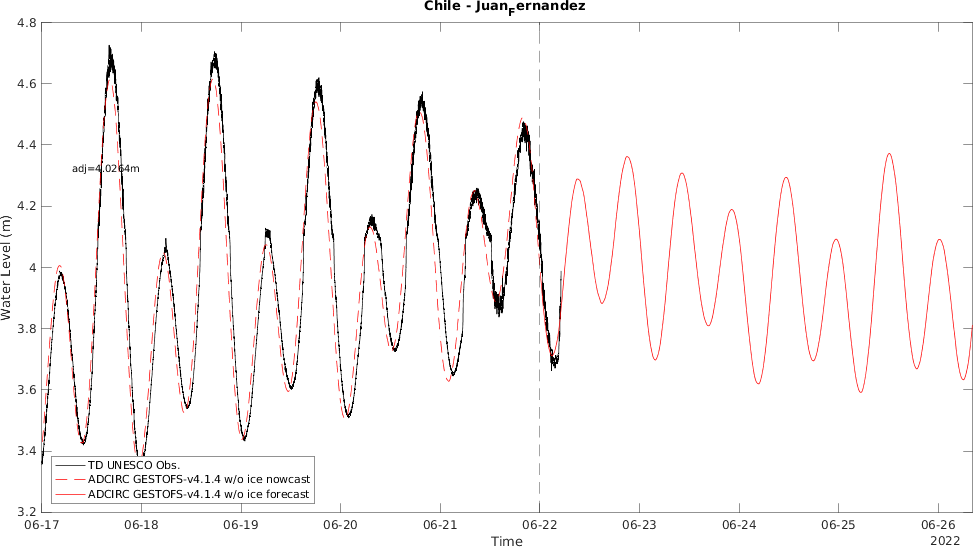 Chile - Juan_Fernandez
4.8
4.6
4.4
4.2
4
3.8
3.6
3.4
3.2
Water Level (m)
adj=4.0264m
TD UNESCO Obs.
ADCIRC GESTOFS-v4.1.4 w/o ice nowcast
ADCIRC GESTOFS-v4.1.4 w/o ice forecast
06-17 06-18 06-19 06-20 06-21 06-22 06-23 06-24 06-25 06-26
Time
2022